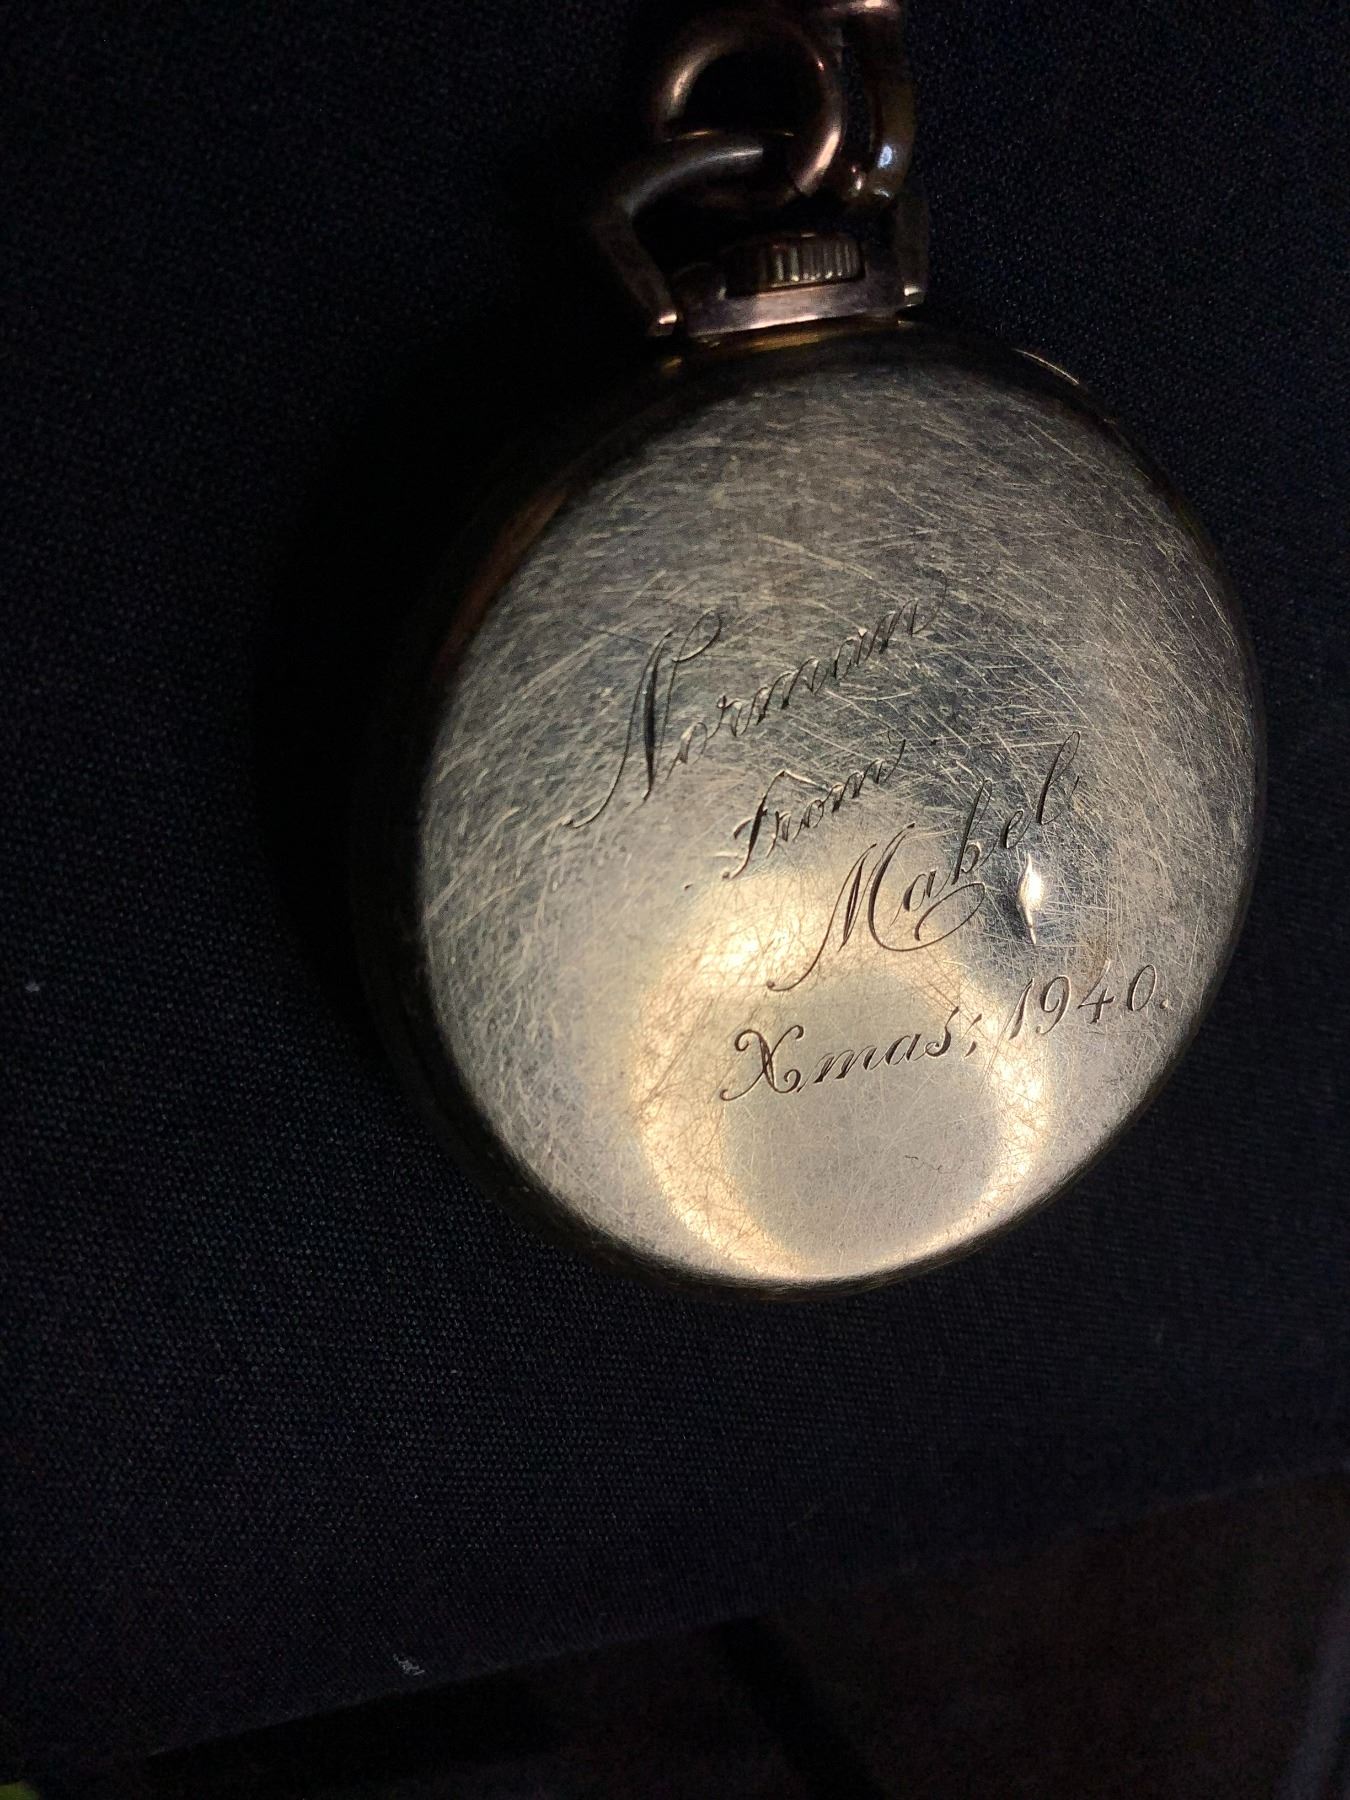 Norman
From
Mabel
Xmas, 1940.